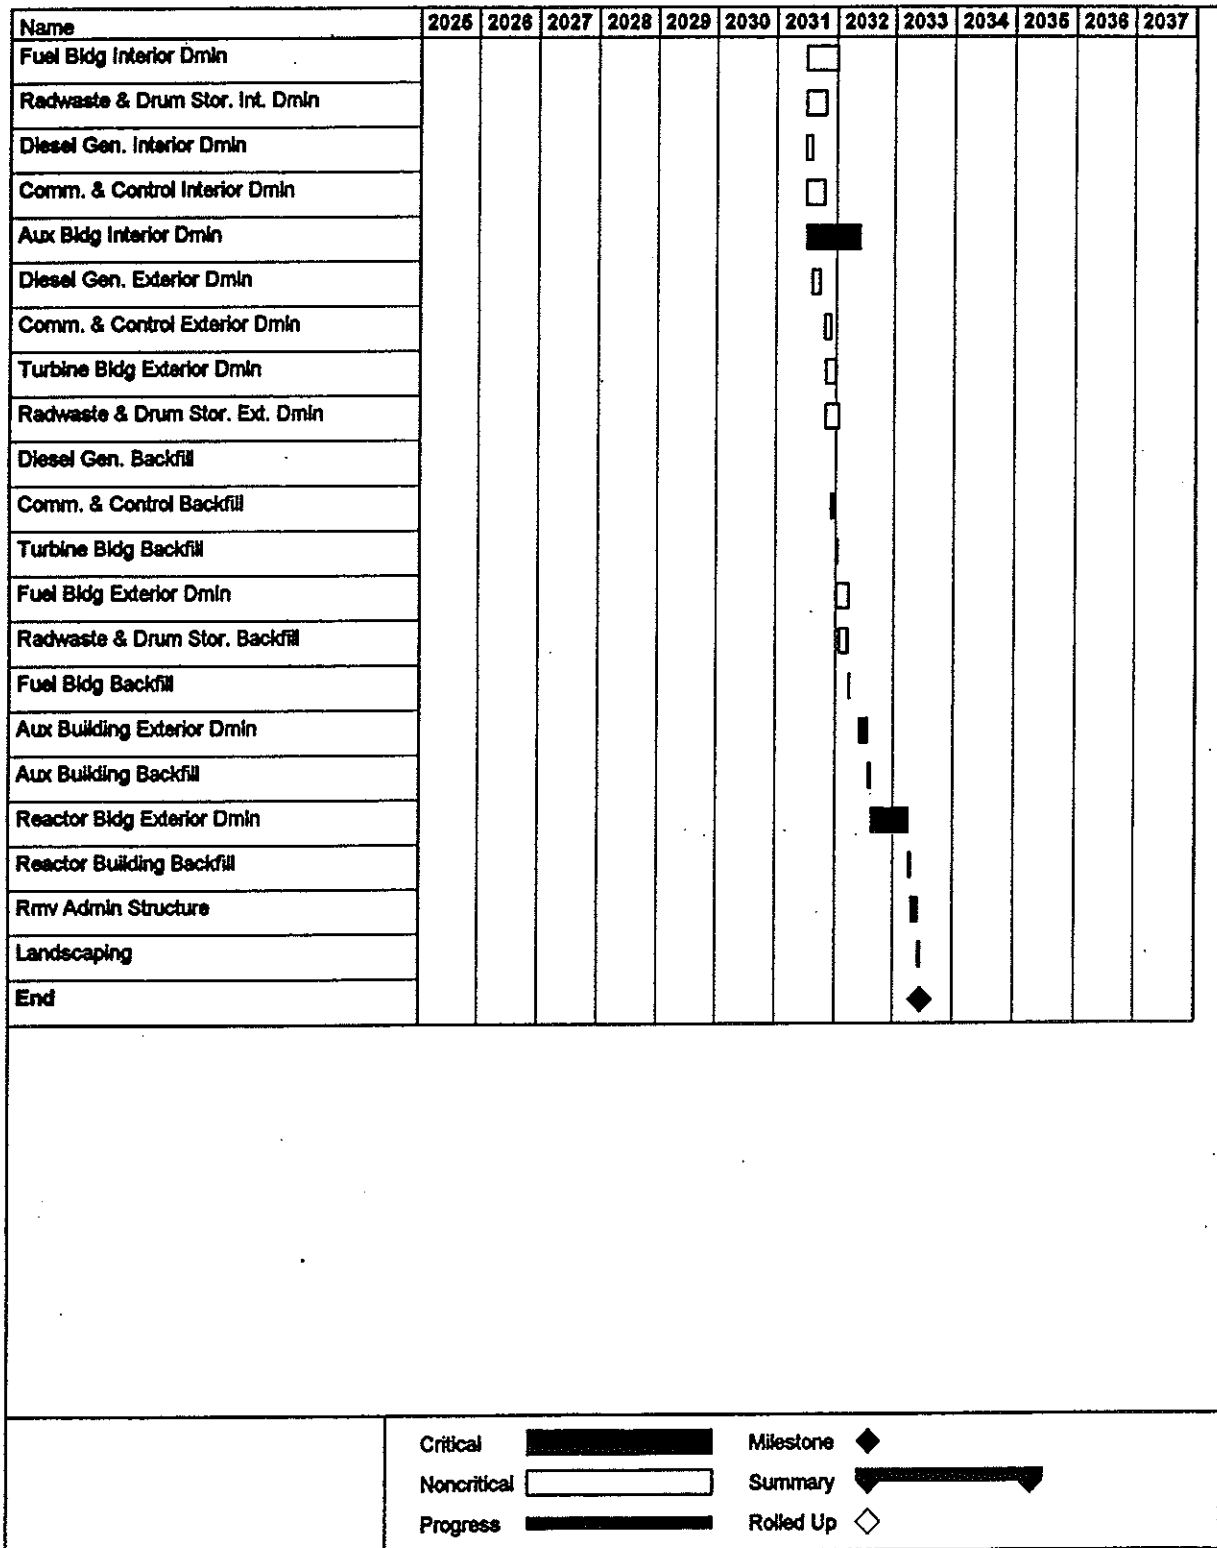 Name 2025 2026 2027 2028 2029 2030 2031 2032 2033 2034 2035 2036 2037
Fuel Bldg Interior Dmln
Radwaste & Drum Stor. Int. Dmln
Diesel Gen. Interior Dmln
Comm. & Control Interior Dmln
Aux Bldg Interior Dmln
Diesel Gen. Exterior Dmln
Comm. & Control Exterior Dmln
Turbine Bldg Exterior Dmln
Radwaste & Drum Stor. Ext. Dmln
Diesel Gen. Backfill
Comm. & Control Backfill
Turbine Bldg Backfill
Fuel Bldg Exterior Dmln
Radwaste & Drum Stor. Backfill
Fuel Bldg Backfill
Aux Building Exterior Dmln
Aux Building Backfill
Reactor Bldg Exterior Dmln
Reactor Building Backfill
Rmv Admin Structure
Landscaping
End
Critical Milestone
Noncritical Summary
Progress Rolled Up